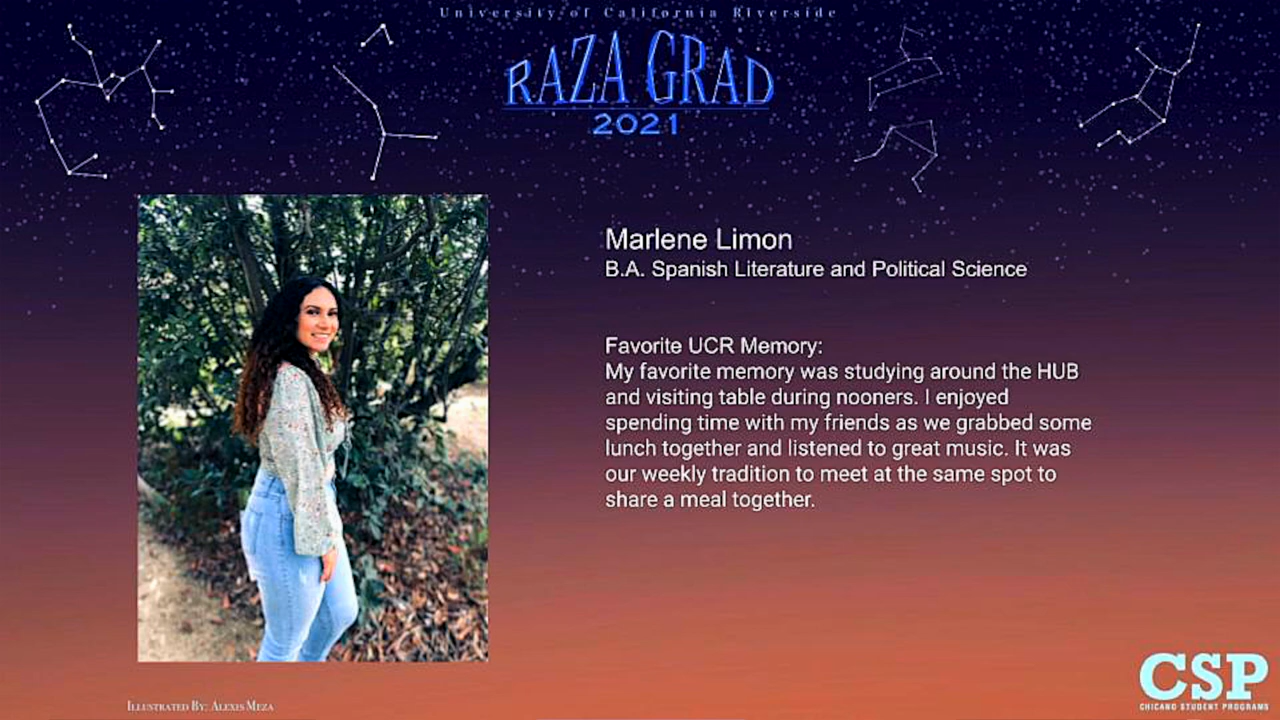 University of California Riverside
RAZA GRAD
2021
Marlene Limon
B.A. Spanish Literature and Political Science
Favorite UCR Memory:
My favorite memory was studying around the HUB
and visiting table during nooners. I enjoyed
spending time with my friends as we grabbed some
lunch together and listened to great music. It was
our weekly tradition to meet at the same spot to
share a meal together.
CSP
CHICANO STUDENT PROGRAMS
ILLUSTRATED BY: ALEXIS MEZA